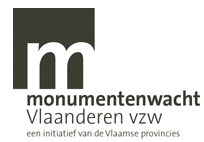 m
monumentenwacht
Vlaanderen vzw
een initiatief van de Vlaamse provincies